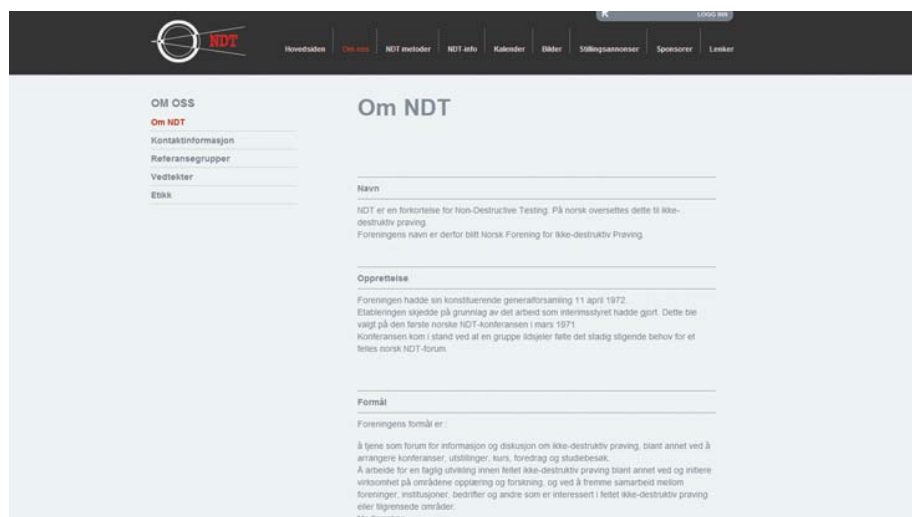 LOGG INN
NDT
Hovedsiden Om oss NDT metoder NDT-info Kalender Bilder Stillingsannonser Sponsorer Lenker
OM OSS
Om NDT
Kontaktinformasjon
Referansegrupper
Vedtekter
Etikk
Om NDT
Navn
NDT er en forkortelse for Non-Destructive Testing. På norsk oversettes dette til ikke-
destruktiv prøving.
Foreningens navn er derfor blitt Norsk Forening for Ikke-destruktiv Prøving.
Opprettelse
Foreningen hadde sin konstituerende generalforsamling 11 april 1972.
Etableringen skjedde på grunnlag av det arbeid som interimsstyret hadde gjort. Dette ble
valgt på den første norske NDT-konferansen i mars 1971.
Konferansen kom i stand ved at en gruppe ildsjeler følte det stadig stigende behov for et
felles norsk NDT-forum.
Formål
Foreningens formål er :
å tjene som forum for informasjon og diskusjon om ikke-destruktiv prøving, blant annet ved å
arrangere konferanser, utstillinger, kurs, foredrag og studiebesøk.
Å arbeide for en faglig utvikling innen feltet ikke-destruktiv prøving blant annet ved og initiere
virksomhet på områdene opplæring og forskning, og ved å fremme samarbeid mellom
foreninger, institusjoner, bedrifter og andre som er interessert i feltet ikke-destruktiv prøving
eller tilgrensede områder.